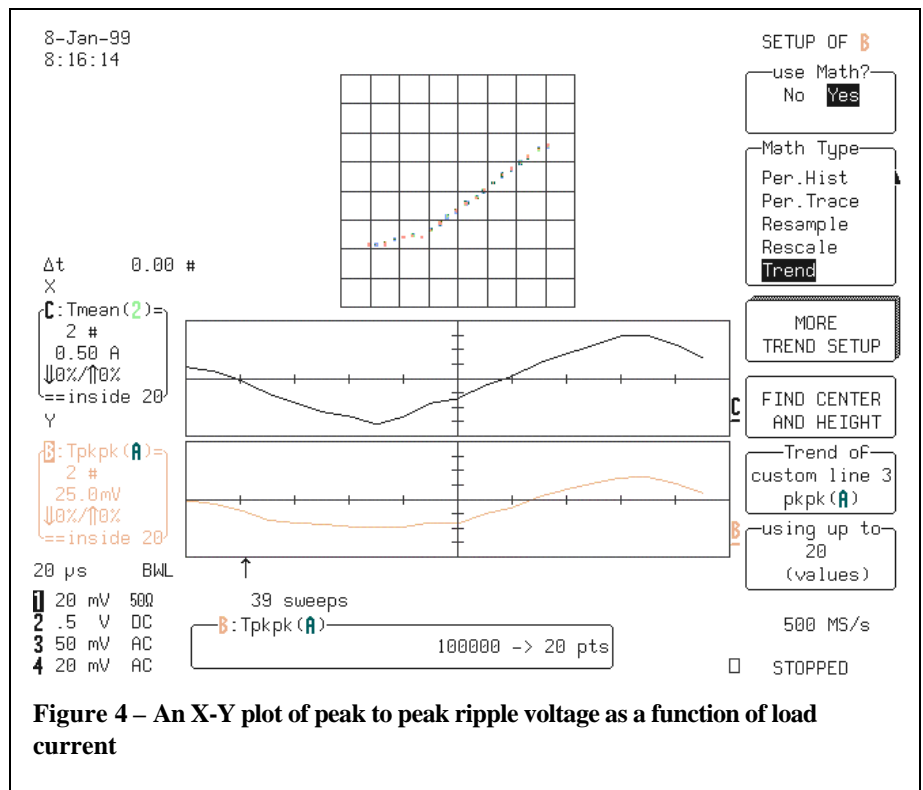 8-Jan-99
8:16:14
SETUP OF B
use Math?
No Yes
Math Type
Per.Hist
Per.Trace
Resample
Rescale
Trend
MORE
TREND SETUP
FIND CENTER
AND HEIGHT
Trend of
custom line 3
pkpk(A)
using up to
20
(values)
Δt 0.00 #
X
C:Tmean(2)=
2 #
0.50 A
⇓0%/⇑0%
==inside 20
Y
B:Tpkpk(A)=
2 #
25.0mV
⇓0%/⇑0%
==inside 20
C
B
20 µs BWL
1 20 mV 50Ω
2 .5 V DC
3 50 mV AC
4 20 mV AC
↑
39 sweeps
B:Tpkpk(A)
100000 -> 20 pts
500 MS/s
□ STOPPED
Figure 4 – An X-Y plot of peak to peak ripple voltage as a function of load
current